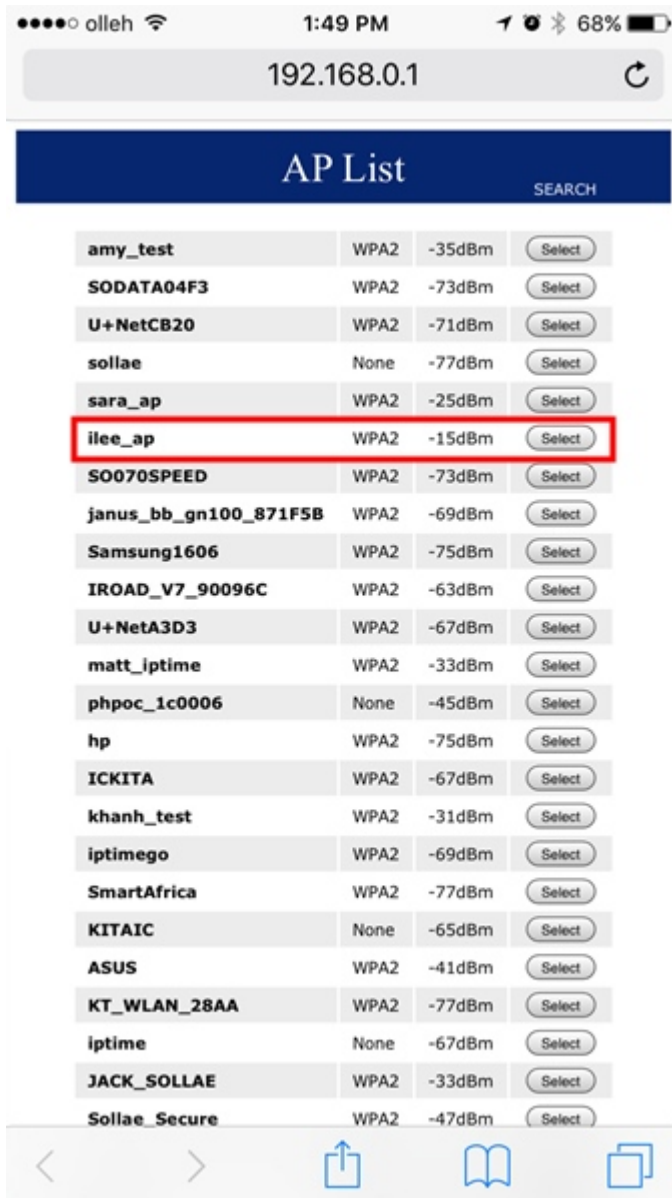 olleh 1:49 PM 68%
192.168.0.1
AP List
SEARCH
amy_test WPA2 -35dBm Select
SODATA04F3 WPA2 -73dBm Select
U+NetCB20 WPA2 -71dBm Select
sollae None -77dBm Select
sara_ap WPA2 -25dBm Select
ilee_ap WPA2 -15dBm Select
SO070SPEED WPA2 -73dBm Select
janus_bb_gn100_871F5B WPA2 -69dBm Select
Samsung1606 WPA2 -75dBm Select
IROAD_V7_90096C WPA2 -63dBm Select
U+NetA3D3 WPA2 -67dBm Select
matt_iptime WPA2 -33dBm Select
phpoc_1c0006 None -45dBm Select
hp WPA2 -75dBm Select
ICKITA WPA2 -67dBm Select
khanh_test WPA2 -31dBm Select
iptimego WPA2 -69dBm Select
SmartAfrica WPA2 -77dBm Select
KITAIC None -65dBm Select
ASUS WPA2 -41dBm Select
KT_WLAN_28AA WPA2 -77dBm Select
iptime None -67dBm Select
JACK_SOLLAE WPA2 -33dBm Select
Sollae_Secure WPA2 -47dBm Select